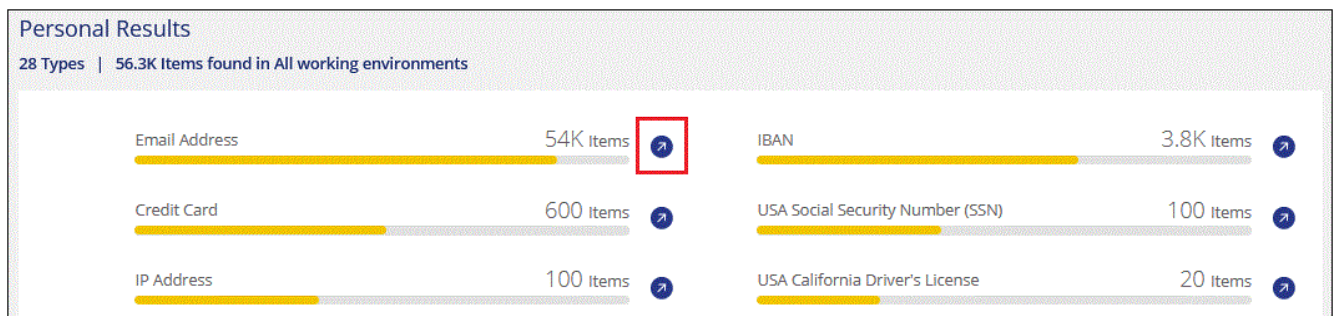 Personal Results
28 Types | 56.3K Items found in All working environments
Email Address 54K Items
IBAN 3.8K Items
Credit Card 600 Items
USA Social Security Number (SSN) 100 Items
IP Address 100 Items
USA California Driver's License 20 Items